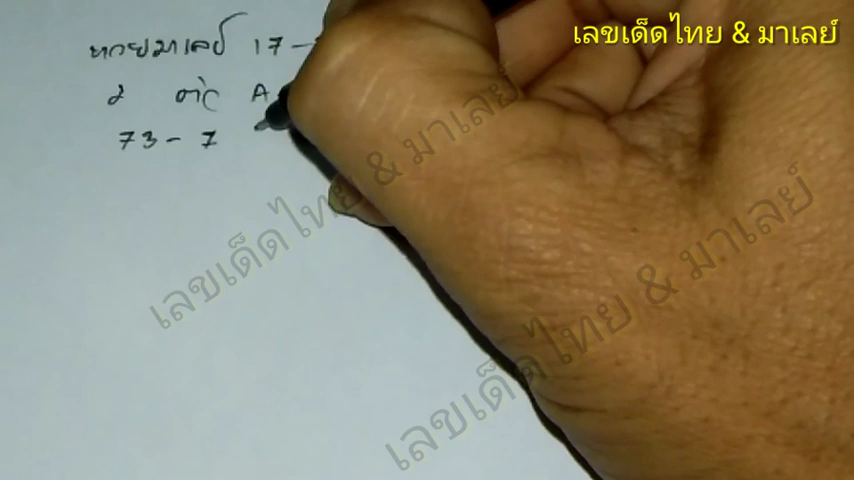 เลขเด็ดไทย & มาเลย์
หวยมาเลย์ 17 -
2 ตัว A
73 - 7
เลขเด็ดไทย & มาเลย์
เลขเด็ดไทย & มาเลย์